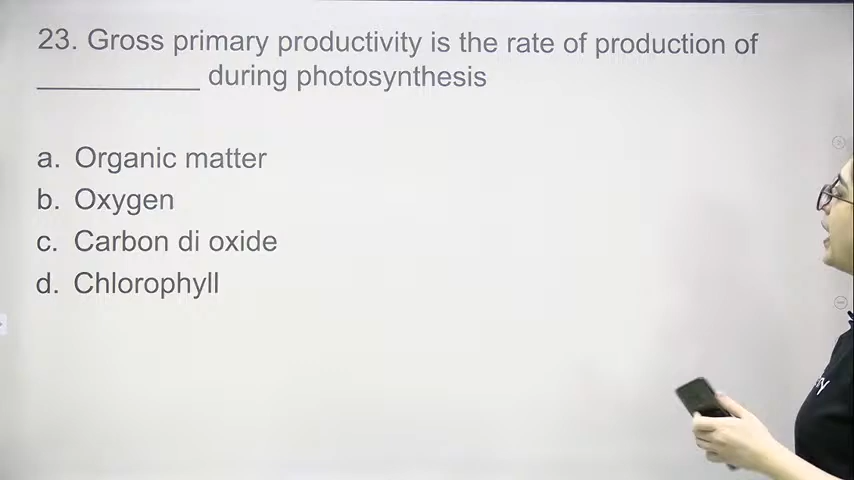 23. Gross primary productivity is the rate of production of
__________ during photosynthesis
a. Organic matter
b. Oxygen
c. Carbon di oxide
d. Chlorophyll